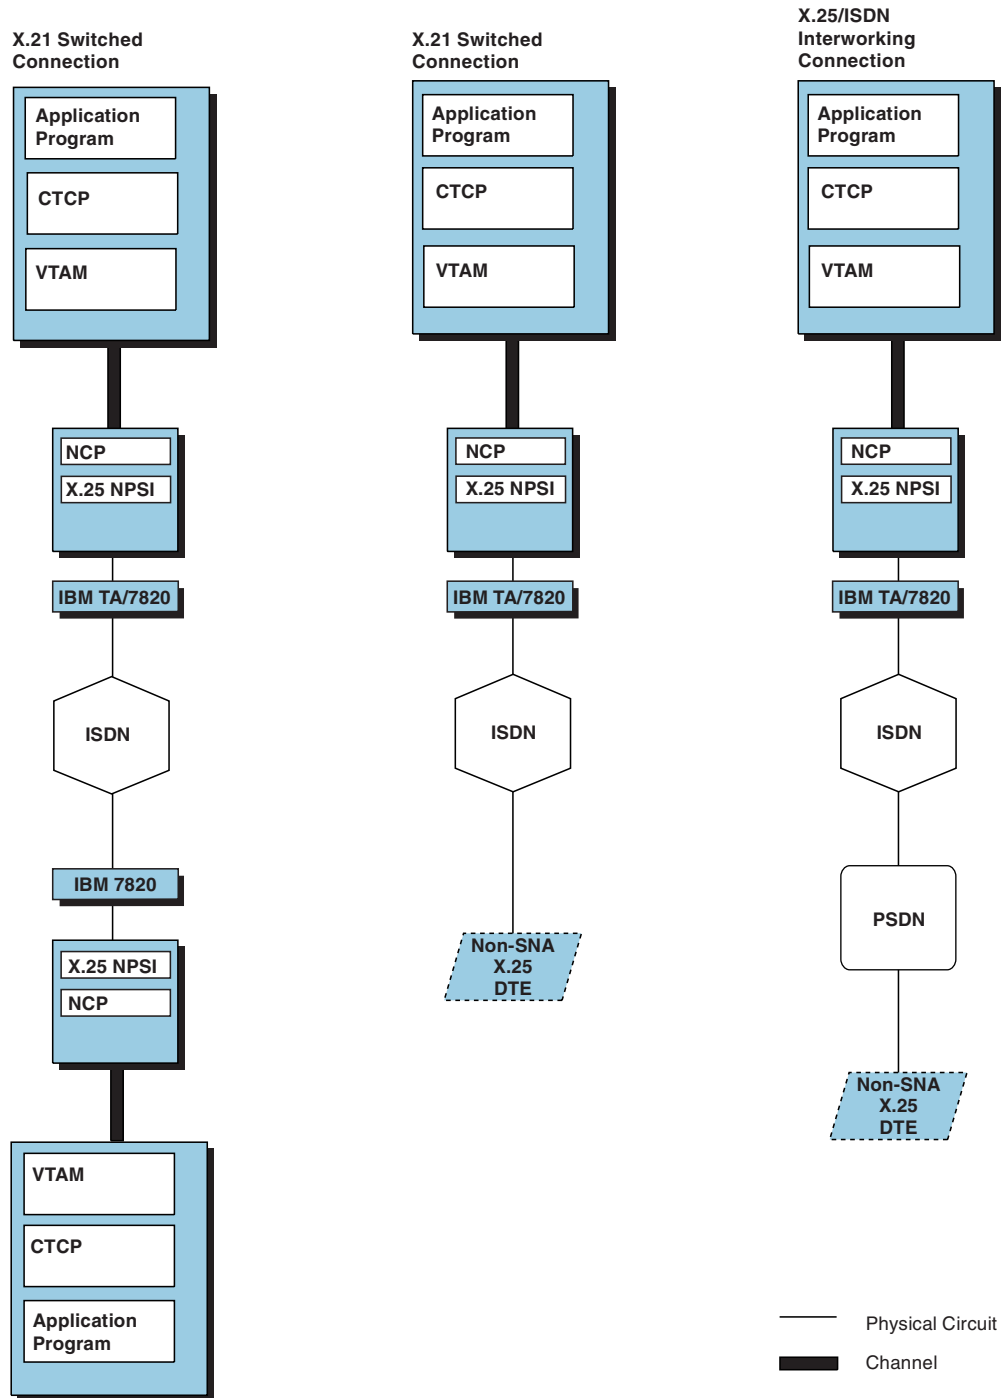 X.21 Switched
Connection
Application
Program
CTCP
VTAM
NCP
X.25 NPSI
IBM TA/7820
ISDN
IBM 7820
X.25 NPSI
NCP
VTAM
CTCP
Application
Program
X.21 Switched
Connection
Application
Program
CTCP
VTAM
NCP
X.25 NPSI
IBM TA/7820
ISDN
Non-SNA
X.25
DTE
X.25/ISDN
Interworking
Connection
Application
Program
CTCP
VTAM
NCP
X.25 NPSI
IBM TA/7820
ISDN
PSDN
Non-SNA
X.25
DTE
Physical Circuit
Channel